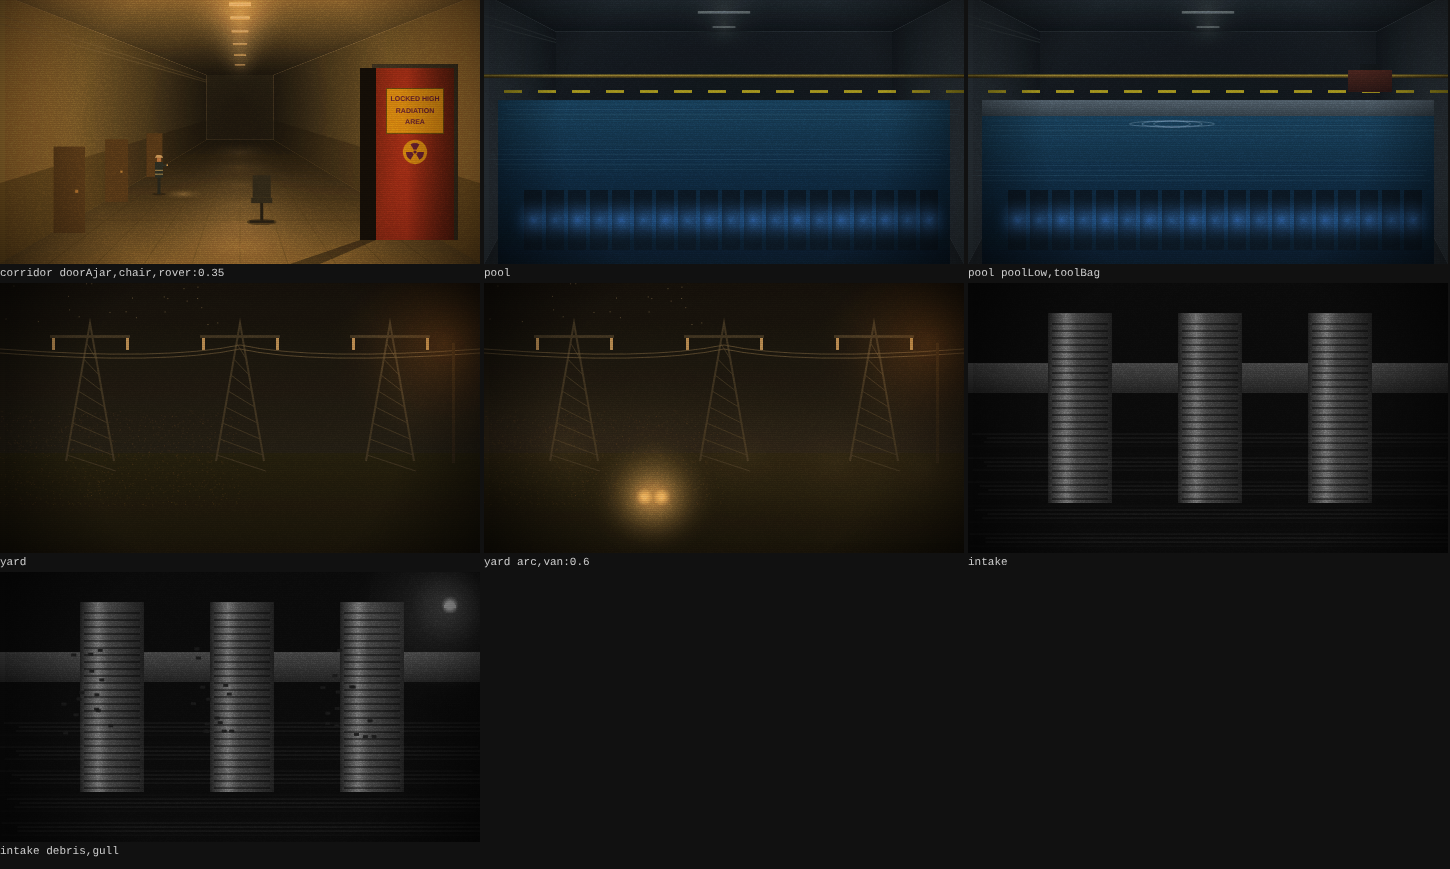 LOCKED HIGH
RADIATION
AREA
corridor doorAjar,chair,rover:0.35
pool
pool poolLow,toolBag
yard
yard arc,van:0.6
intake
intake debris,gull